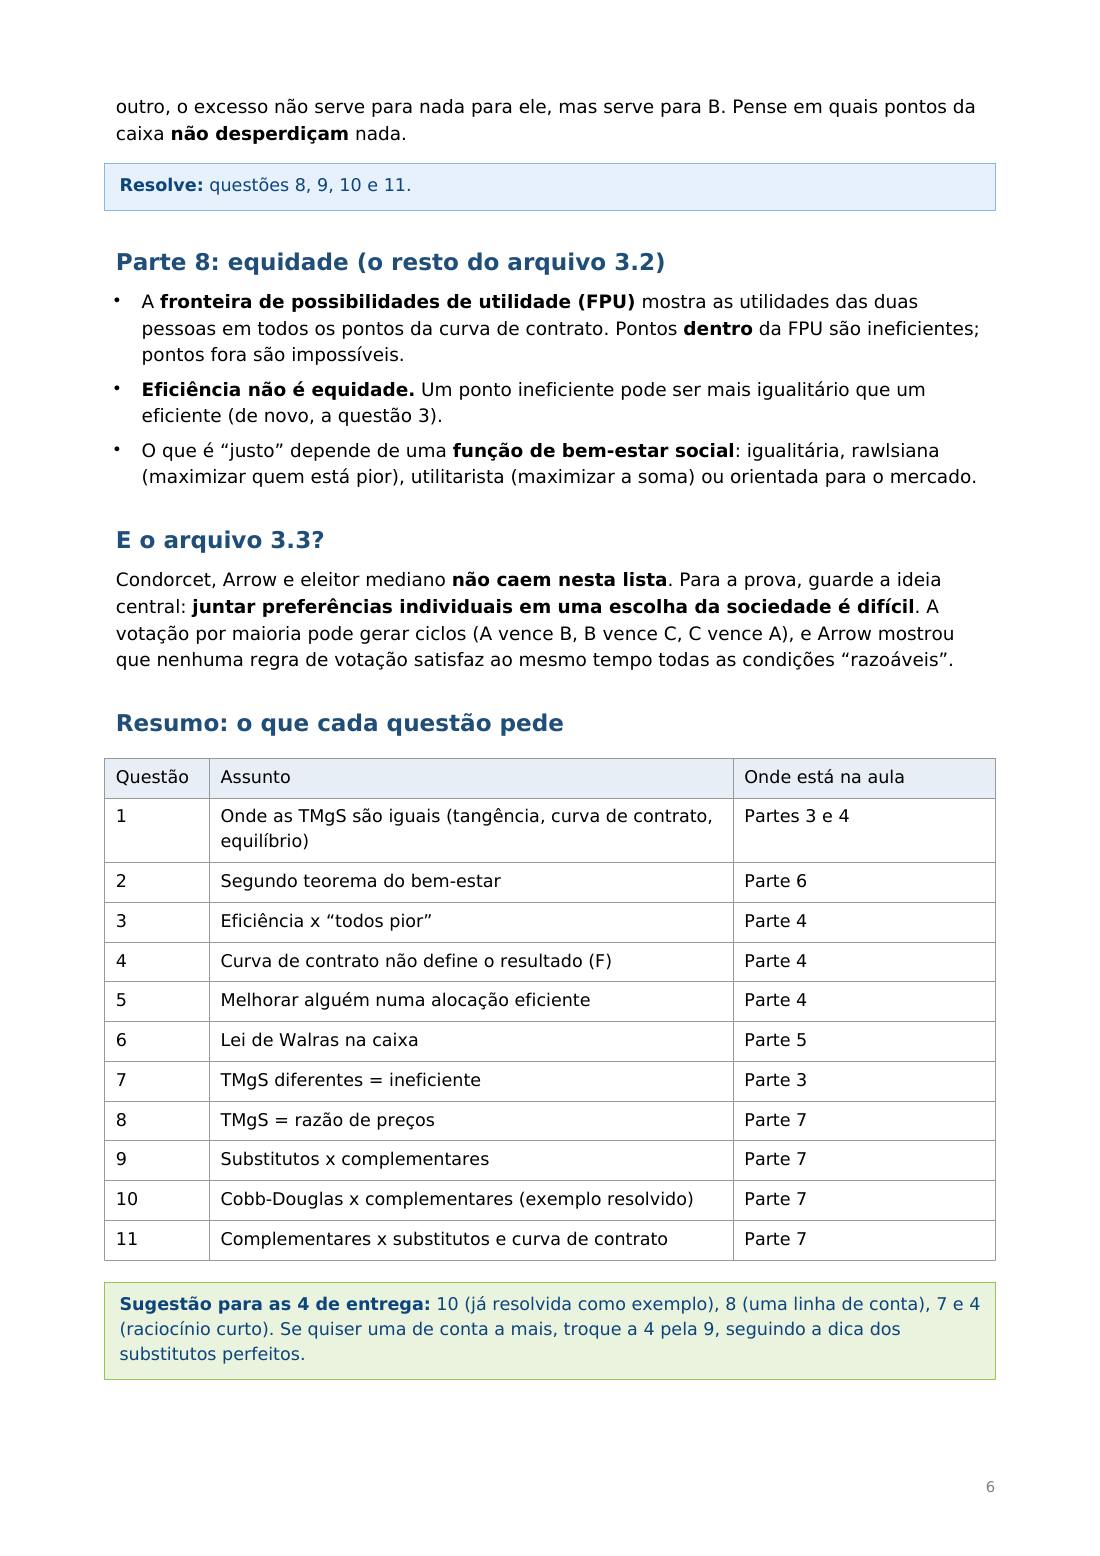 outro, o excesso não serve para nada para ele, mas serve para B. Pense em quais pontos da
caixa não desperdiçam nada.
Resolve: questões 8, 9, 10 e 11.
Parte 8: equidade (o resto do arquivo 3.2)
• A fronteira de possibilidades de utilidade (FPU) mostra as utilidades das duas
pessoas em todos os pontos da curva de contrato. Pontos dentro da FPU são ineficientes;
pontos fora são impossíveis.
• Eficiência não é equidade. Um ponto ineficiente pode ser mais igualitário que um
eficiente (de novo, a questão 3).
• O que é “justo” depende de uma função de bem-estar social: igualitária, rawlsiana
(maximizar quem está pior), utilitarista (maximizar a soma) ou orientada para o mercado.
E o arquivo 3.3?
Condorcet, Arrow e eleitor mediano não caem nesta lista. Para a prova, guarde a ideia
central: juntar preferências individuais em uma escolha da sociedade é difícil. A
votação por maioria pode gerar ciclos (A vence B, B vence C, C vence A), e Arrow mostrou
que nenhuma regra de votação satisfaz ao mesmo tempo todas as condições “razoáveis”.
Resumo: o que cada questão pede
Questão Assunto Onde está na aula
1 Onde as TMgS são iguais (tangência, curva de contrato, Partes 3 e 4
equilíbrio)
2 Segundo teorema do bem-estar Parte 6
3 Eficiência x “todos pior” Parte 4
4 Curva de contrato não define o resultado (F) Parte 4
5 Melhorar alguém numa alocação eficiente Parte 4
6 Lei de Walras na caixa Parte 5
7 TMgS diferentes = ineficiente Parte 3
8 TMgS = razão de preços Parte 7
9 Substitutos x complementares Parte 7
10 Cobb-Douglas x complementares (exemplo resolvido) Parte 7
11 Complementares x substitutos e curva de contrato Parte 7
Sugestão para as 4 de entrega: 10 (já resolvida como exemplo), 8 (uma linha de conta), 7 e 4
(raciocínio curto). Se quiser uma de conta a mais, troque a 4 pela 9, seguindo a dica dos
substitutos perfeitos.
6